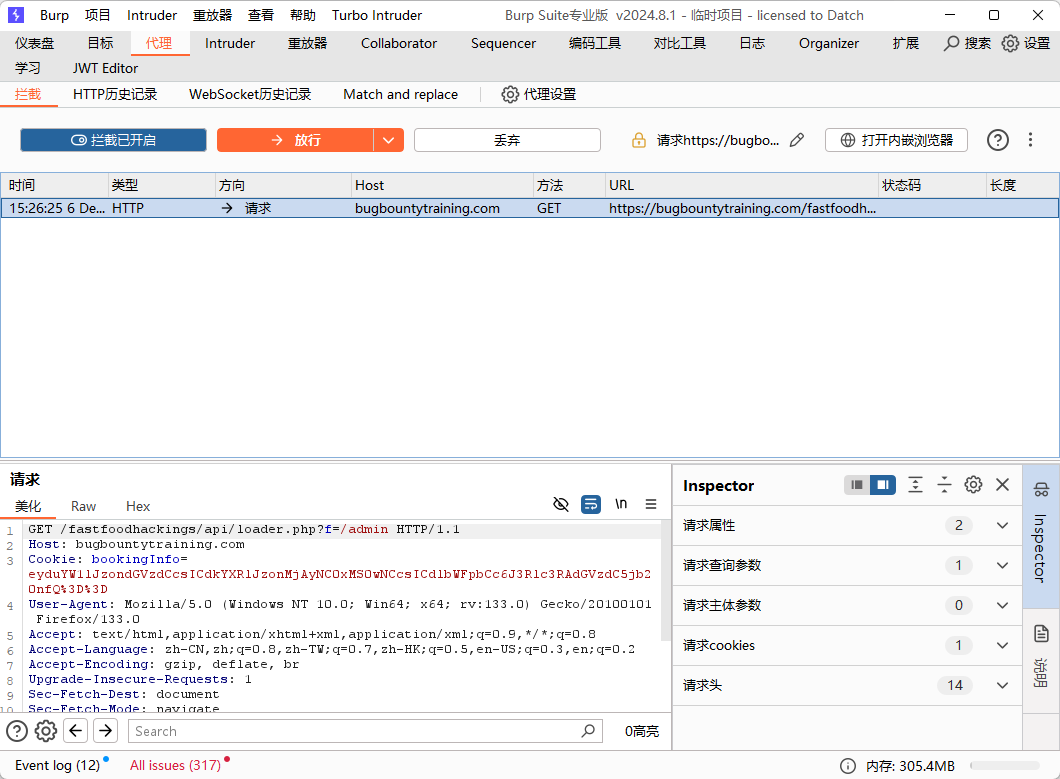 Burp 项目 Intruder 重放器 查看 帮助 Turbo Intruder Burp Suite专业版 v2024.8.1 - 临时项目 - licensed to Datch
仪表盘 目标 代理 Intruder 重放器 Collaborator Sequencer 编码工具 对比工具 日志 Organizer 扩展 搜索 设置
学习 JWT Editor
拦截 HTTP历史记录 WebSocket历史记录 Match and replace 代理设置
拦截已开启 放行 丢弃 请求https://bugbo... 打开内嵌浏览器
时间 类型 方向 Host 方法 URL 状态码 长度
15:26:25 6 De... HTTP 请求 bugbountytraining.com GET https://bugbountytraining.com/fastfoodh...
请求
美化 Raw Hex \n
1 GET /fastfoodhackings/api/loader.php?f=/admin HTTP/1.1
2 Host: bugbountytraining.com
3 Cookie: bookingInfo=
eyduYW1lJzondGVzdCcsICdkYXRlJzonMjAyNC0xMS0wNCcsICdlbWFpbCc6J3Rlc3RAdGVzdC5jb2
0nfQ%3D%3D
4 User-Agent: Mozilla/5.0 (Windows NT 10.0; Win64; x64; rv:133.0) Gecko/20100101
Firefox/133.0
5 Accept: text/html,application/xhtml+xml,application/xml;q=0.9,*/*;q=0.8
6 Accept-Language: zh-CN,zh;q=0.8,zh-TW;q=0.7,zh-HK;q=0.5,en-US;q=0.3,en;q=0.2
7 Accept-Encoding: gzip, deflate, br
8 Upgrade-Insecure-Requests: 1
9 Sec-Fetch-Dest: document
10 Sec-Fetch-Mode: navigate
Search 0高亮
Inspector
请求属性 2
请求查询参数 1
请求主体参数 0
请求cookies 1
请求头 14
Inspector
说明
Event log (12) All issues (317) 内存: 305.4MB